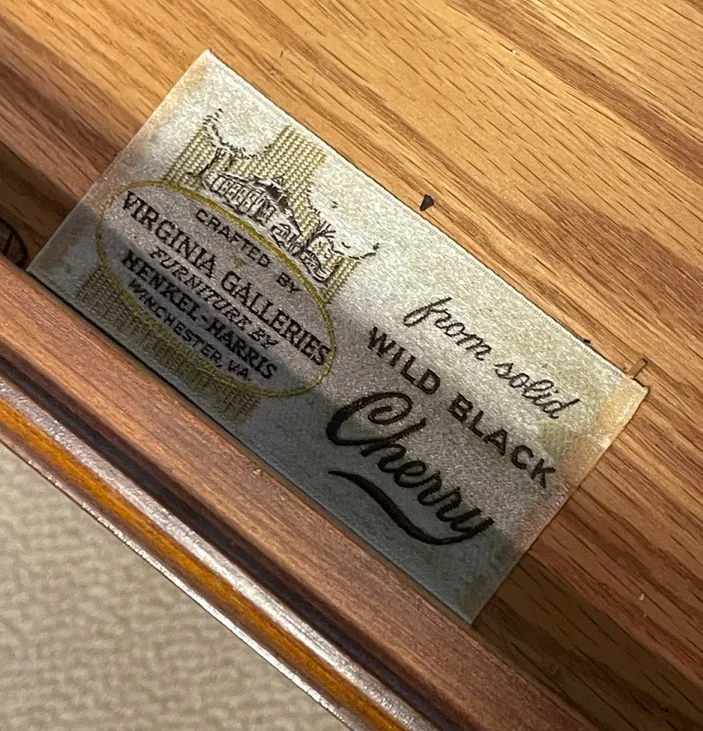 CRAFTED BY
VIRGINIA GALLERIES
FURNITURE BY
HENKEL-HARRIS
WINCHESTER, VA.
from solid
WILD BLACK
Cherry